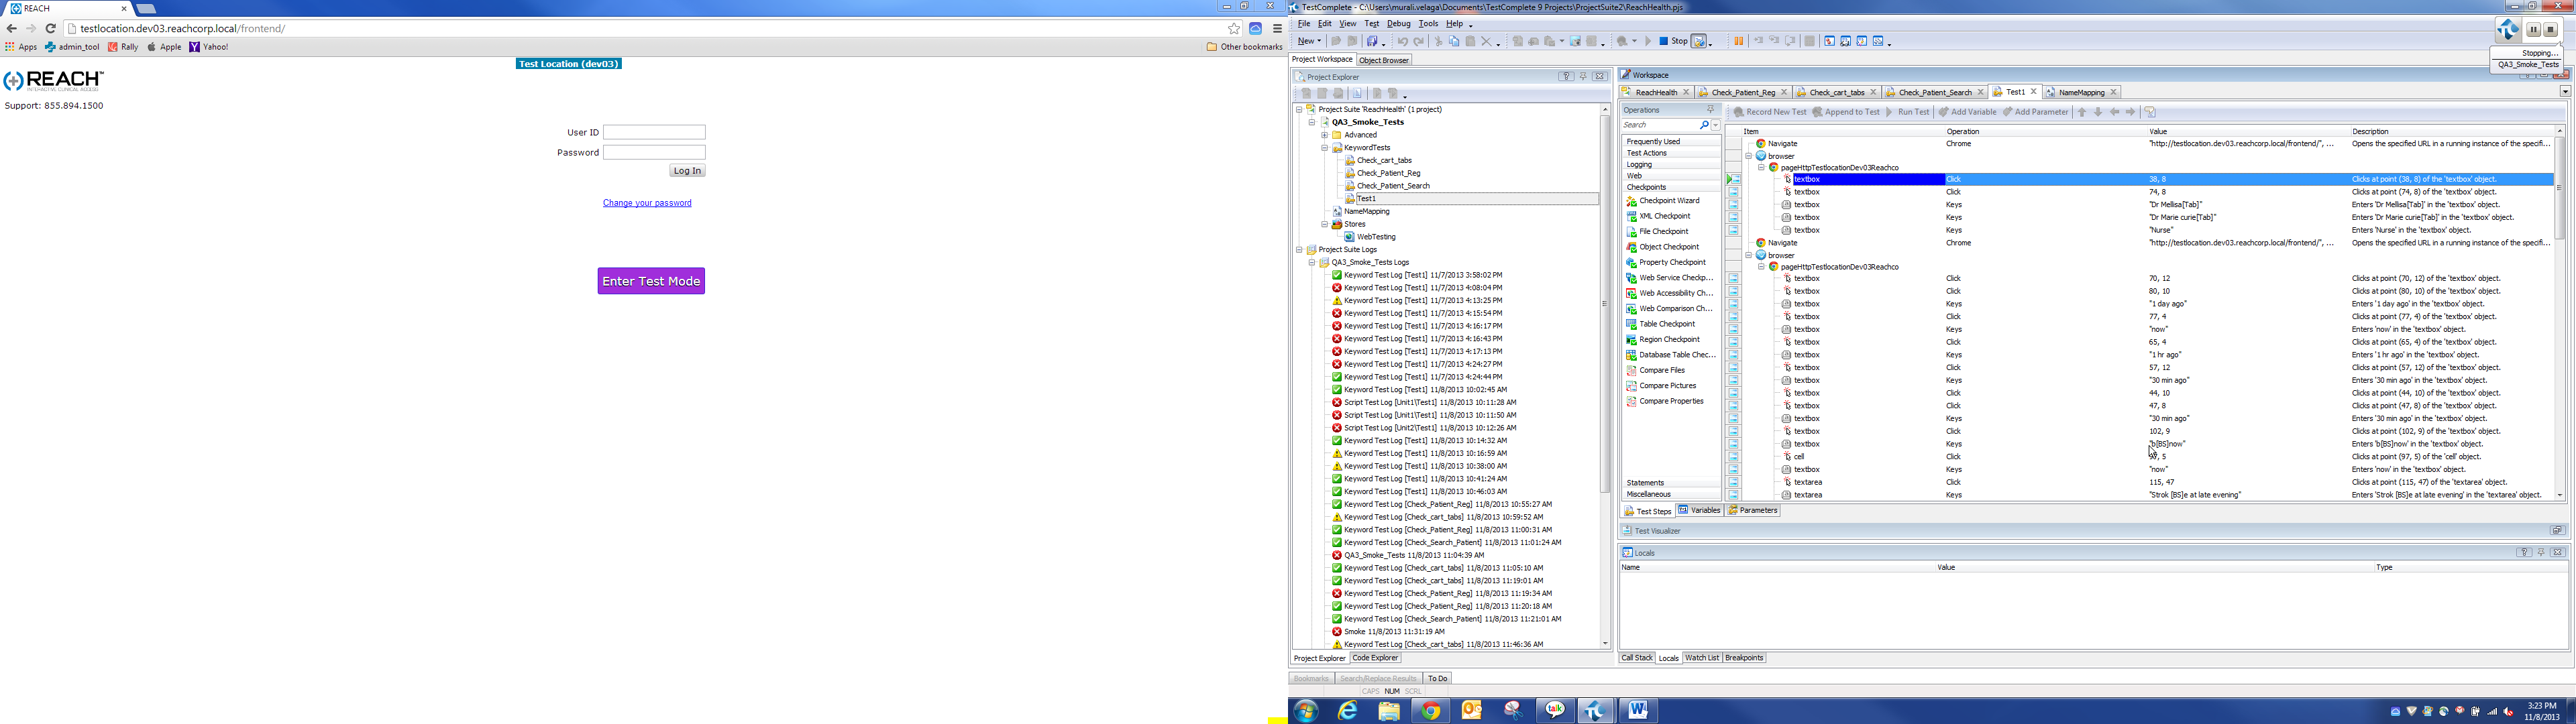 REACH
testlocation.dev03.reachcorp.local/frontend/
Apps admin_tool Rally Apple Yahoo!
Other bookmarks
Test Location (dev03)
REACH™
INTERACTIVE CLINICAL ACCESS
Support: 855.894.1500
User ID
Password
Log In
Change your password
Enter Test Mode
TestComplete - C:\Users\murali.velaga\Documents\TestComplete 9 Projects\ProjectSuite2\ReachHealth.pjs
File Edit View Test Debug Tools Help
New
Stop
Stopping...
QA3_Smoke_Tests
Project Workspace Object Browser
Project Explorer
Project Suite 'ReachHealth' (1 project)
QA3_Smoke_Tests
Advanced
KeywordTests
Check_cart_tabs
Check_Patient_Reg
Check_Patient_Search
Test1
NameMapping
Stores
WebTesting
Project Suite Logs
QA3_Smoke_Tests Logs
Keyword Test Log [Test1] 11/7/2013 3:58:02 PM
Keyword Test Log [Test1] 11/7/2013 4:08:04 PM
Keyword Test Log [Test1] 11/7/2013 4:13:25 PM
Keyword Test Log [Test1] 11/7/2013 4:15:54 PM
Keyword Test Log [Test1] 11/7/2013 4:16:17 PM
Keyword Test Log [Test1] 11/7/2013 4:16:43 PM
Keyword Test Log [Test1] 11/7/2013 4:17:13 PM
Keyword Test Log [Test1] 11/7/2013 4:24:27 PM
Keyword Test Log [Test1] 11/7/2013 4:24:44 PM
Keyword Test Log [Test1] 11/8/2013 10:02:45 AM
Script Test Log [Unit1\Test1] 11/8/2013 10:11:28 AM
Script Test Log [Unit1\Test1] 11/8/2013 10:11:50 AM
Script Test Log [Unit2\Test1] 11/8/2013 10:12:26 AM
Keyword Test Log [Test1] 11/8/2013 10:14:32 AM
Keyword Test Log [Test1] 11/8/2013 10:16:59 AM
Keyword Test Log [Test1] 11/8/2013 10:38:00 AM
Keyword Test Log [Test1] 11/8/2013 10:41:24 AM
Keyword Test Log [Test1] 11/8/2013 10:46:03 AM
Keyword Test Log [Check_Patient_Reg] 11/8/2013 10:55:27 AM
Keyword Test Log [Check_cart_tabs] 11/8/2013 10:59:52 AM
Keyword Test Log [Check_Patient_Reg] 11/8/2013 11:00:31 AM
Keyword Test Log [Check_Search_Patient] 11/8/2013 11:01:24 AM
QA3_Smoke_Tests 11/8/2013 11:04:39 AM
Keyword Test Log [Check_cart_tabs] 11/8/2013 11:05:10 AM
Keyword Test Log [Check_cart_tabs] 11/8/2013 11:19:01 AM
Keyword Test Log [Check_Patient_Reg] 11/8/2013 11:19:34 AM
Keyword Test Log [Check_Patient_Reg] 11/8/2013 11:20:18 AM
Keyword Test Log [Check_Search_Patient] 11/8/2013 11:21:01 AM
Smoke 11/8/2013 11:31:19 AM
Keyword Test Log [Check_cart_tabs] 11/8/2013 11:46:36 AM
Project Explorer Code Explorer
Workspace
ReachHealth Check_Patient_Reg Check_cart_tabs Check_Patient_Search Test1 NameMapping
Operations
Search
Frequently Used
Test Actions
Logging
Web
Checkpoints
Checkpoint Wizard
XML Checkpoint
File Checkpoint
Object Checkpoint
Property Checkpoint
Web Service Checkp...
Web Accessibility Ch...
Web Comparison Ch...
Table Checkpoint
Region Checkpoint
Database Table Chec...
Compare Files
Compare Pictures
Compare Properties
Statements
Miscellaneous
Record New Test Append to Test Run Test Add Variable Add Parameter
Item Operation Value Description
Navigate Chrome "http://testlocation.dev03.reachcorp.local/frontend/", ... Opens the specified URL in a running instance of the specifi...
browser
pageHttpTestlocationDev03Reachco
textbox Click 38, 8 Clicks at point (38, 8) of the 'textbox' object.
textbox Click 74, 8 Clicks at point (74, 8) of the 'textbox' object.
textbox Keys "Dr Mellisa[Tab]" Enters 'Dr Mellisa[Tab]' in the 'textbox' object.
textbox Keys "Dr Marie curie[Tab]" Enters 'Dr Marie curie[Tab]' in the 'textbox' object.
textbox Keys "Nurse" Enters 'Nurse' in the 'textbox' object.
Navigate Chrome "http://testlocation.dev03.reachcorp.local/frontend/", ... Opens the specified URL in a running instance of the specifi...
browser
pageHttpTestlocationDev03Reachco
textbox Click 70, 12 Clicks at point (70, 12) of the 'textbox' object.
textbox Click 80, 10 Clicks at point (80, 10) of the 'textbox' object.
textbox Keys "1 day ago" Enters '1 day ago' in the 'textbox' object.
textbox Click 77, 4 Clicks at point (77, 4) of the 'textbox' object.
textbox Keys "now" Enters 'now' in the 'textbox' object.
textbox Click 65, 4 Clicks at point (65, 4) of the 'textbox' object.
textbox Keys "1 hr ago" Enters '1 hr ago' in the 'textbox' object.
textbox Click 57, 12 Clicks at point (57, 12) of the 'textbox' object.
textbox Keys "30 min ago" Enters '30 min ago' in the 'textbox' object.
textbox Click 44, 10 Clicks at point (44, 10) of the 'textbox' object.
textbox Click 47, 8 Clicks at point (47, 8) of the 'textbox' object.
textbox Keys "30 min ago" Enters '30 min ago' in the 'textbox' object.
textbox Click 102, 9 Clicks at point (102, 9) of the 'textbox' object.
textbox Keys "b[BS]now" Enters 'b[BS]now' in the 'textbox' object.
cell Click 97, 5 Clicks at point (97, 5) of the 'cell' object.
textbox Keys "now" Enters 'now' in the 'textbox' object.
textarea Click 115, 47 Clicks at point (115, 47) of the 'textarea' object.
textarea Keys "Strok [BS]e at late evening" Enters 'Strok [BS]e at late evening' in the 'textarea' object.
Test Steps Variables Parameters
Test Visualizer
Locals
Name Value Type
Call Stack Locals Watch List Breakpoints
Bookmarks Search/Replace Results To Do
CAPS NUM SCRL
talk
3:23 PM
11/8/2013